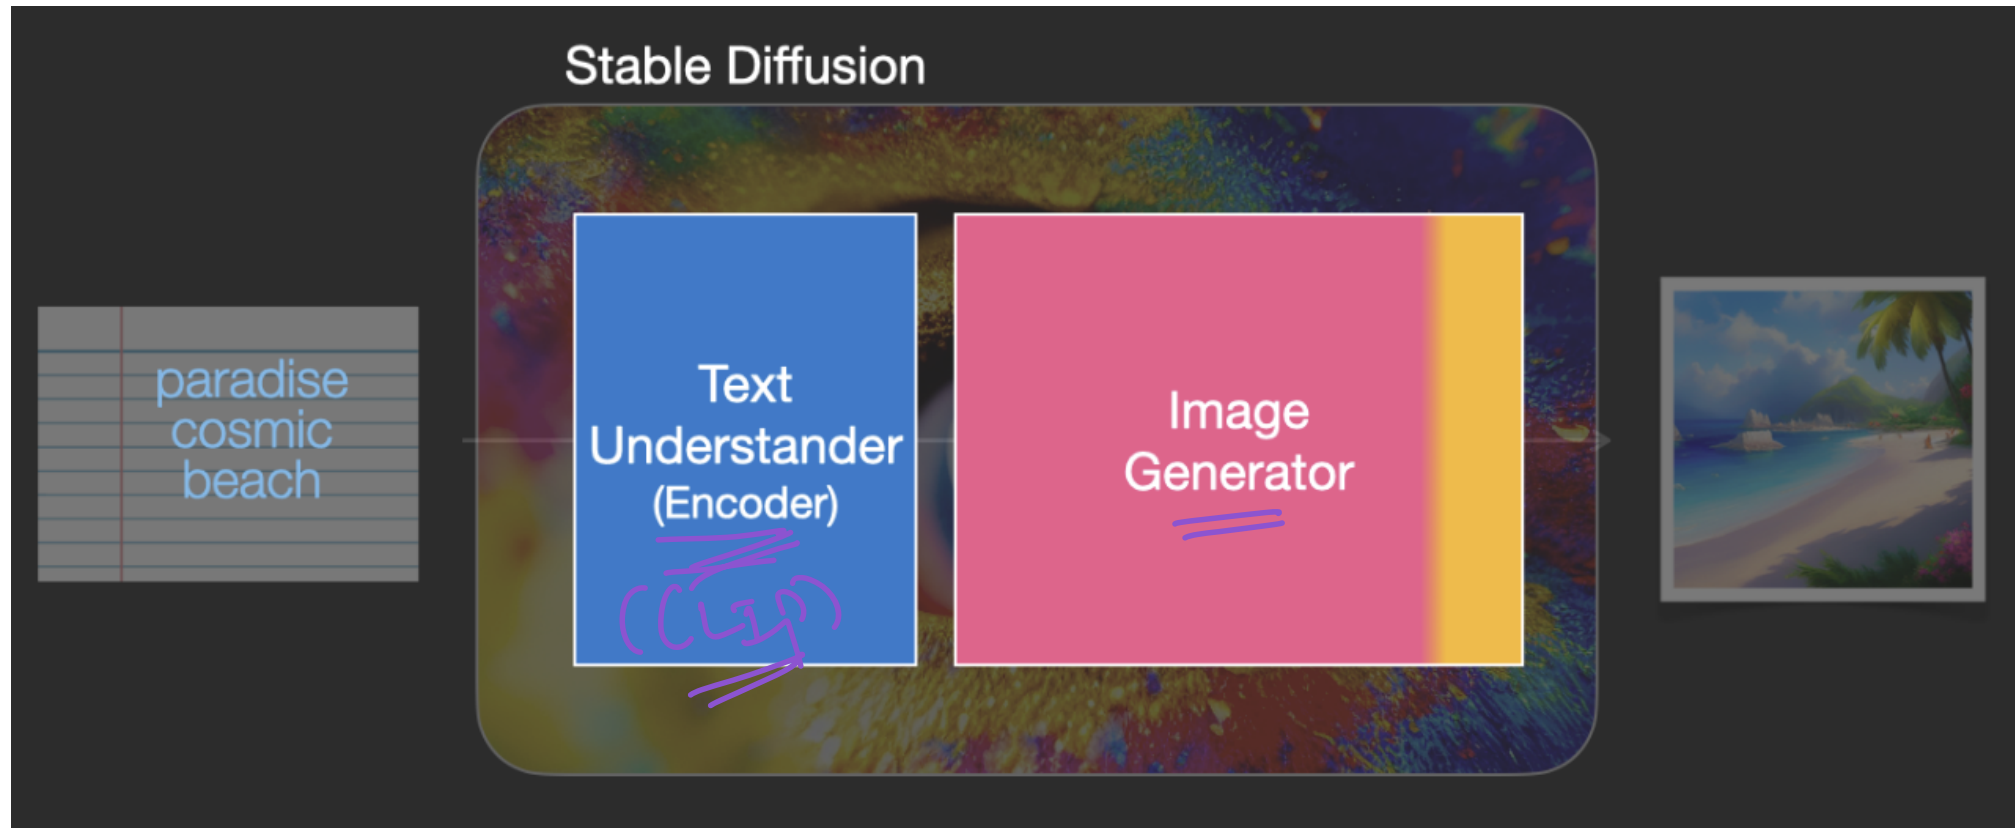 Stable Diffusion
paradise
cosmic
beach
Text
Understander
(Encoder)
(CLIP)
Image
Generator